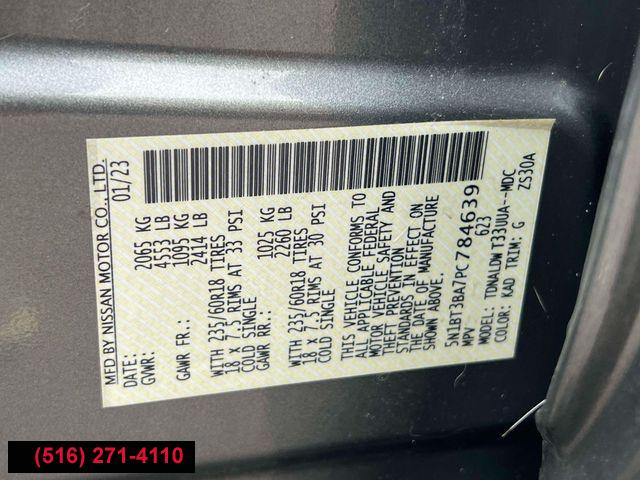 MFD BY NISSAN MOTOR CO., LTD.
DATE: 01/23
GVWR: 2065 KG
4553 LB
GAWR FR.: 1095 KG
2414 LB
WITH 235/60R18 TIRES
18 X 7.5 RIMS AT 33 PSI
COLD SINGLE
GAWR RR.: 1025 KG
2260 LB
WITH 235/60R18 TIRES
18 X 7.5 RIMS AT 30 PSI
COLD SINGLE
THIS VEHICLE CONFORMS TO
ALL APPLICABLE FEDERAL
MOTOR VEHICLE SAFETY AND
THEFT PREVENTION
STANDARDS IN EFFECT ON
THE DATE OF MANUFACTURE
SHOWN ABOVE.
5N1BT3BA7PC784639
MPV 623
MODEL: TDNALDW T33UUA--MDC
COLOR: KAD TRIM: G ZS30A
(516) 271-4110